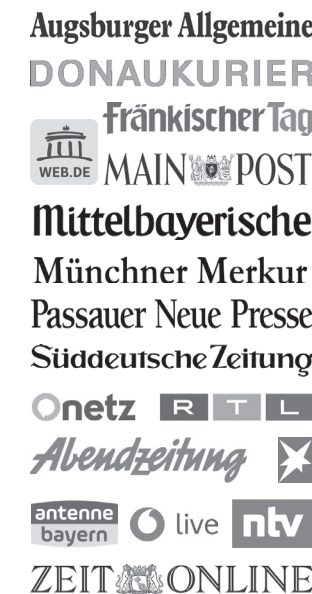 Augsburger Allgemeine
DONAUKURIER
Fränkischer Tag
WEB.DE
MAIN POST
Mittelbayerische
Münchner Merkur
Passauer Neue Presse
Süddeutsche Zeitung
Onetz RTL
Abendzeitung
antenne
bayern
live ntv
ZEIT ONLINE